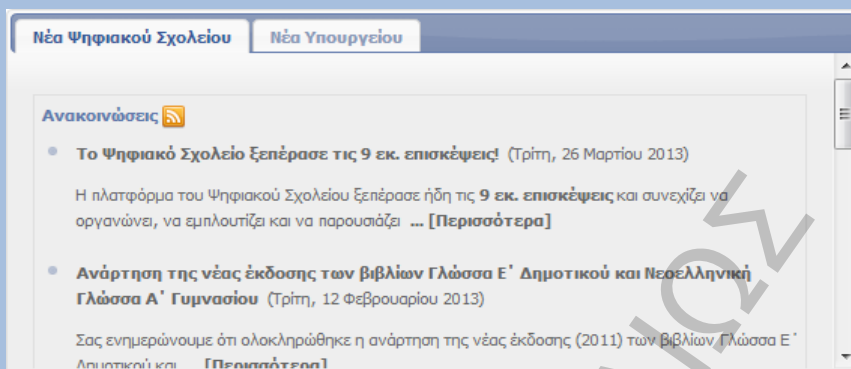 Νέα Ψηφιακού Σχολείου Νέα Υπουργείου
Ανακοινώσεις
Το Ψηφιακό Σχολείο ξεπέρασε τις 9 εκ. επισκέψεις! (Τρίτη, 26 Μαρτίου 2013)
Η πλατφόρμα του Ψηφιακού Σχολείου ξεπέρασε ήδη τις 9 εκ. επισκέψεις και συνεχίζει να
οργανώνει, να εμπλουτίζει και να παρουσιάζει ... [Περισσότερα]
Ανάρτηση της νέας έκδοσης των βιβλίων Γλώσσα Ε΄ Δημοτικού και Νεοελληνική
Γλώσσα Α΄ Γυμνασίου (Τρίτη, 12 Φεβρουαρίου 2013)
Σας ενημερώνουμε ότι ολοκληρώθηκε η ανάρτηση της νέας έκδοσης (2011) των βιβλίων Γλώσσα Ε΄
Δημοτικού και ... [Περισσότερα]